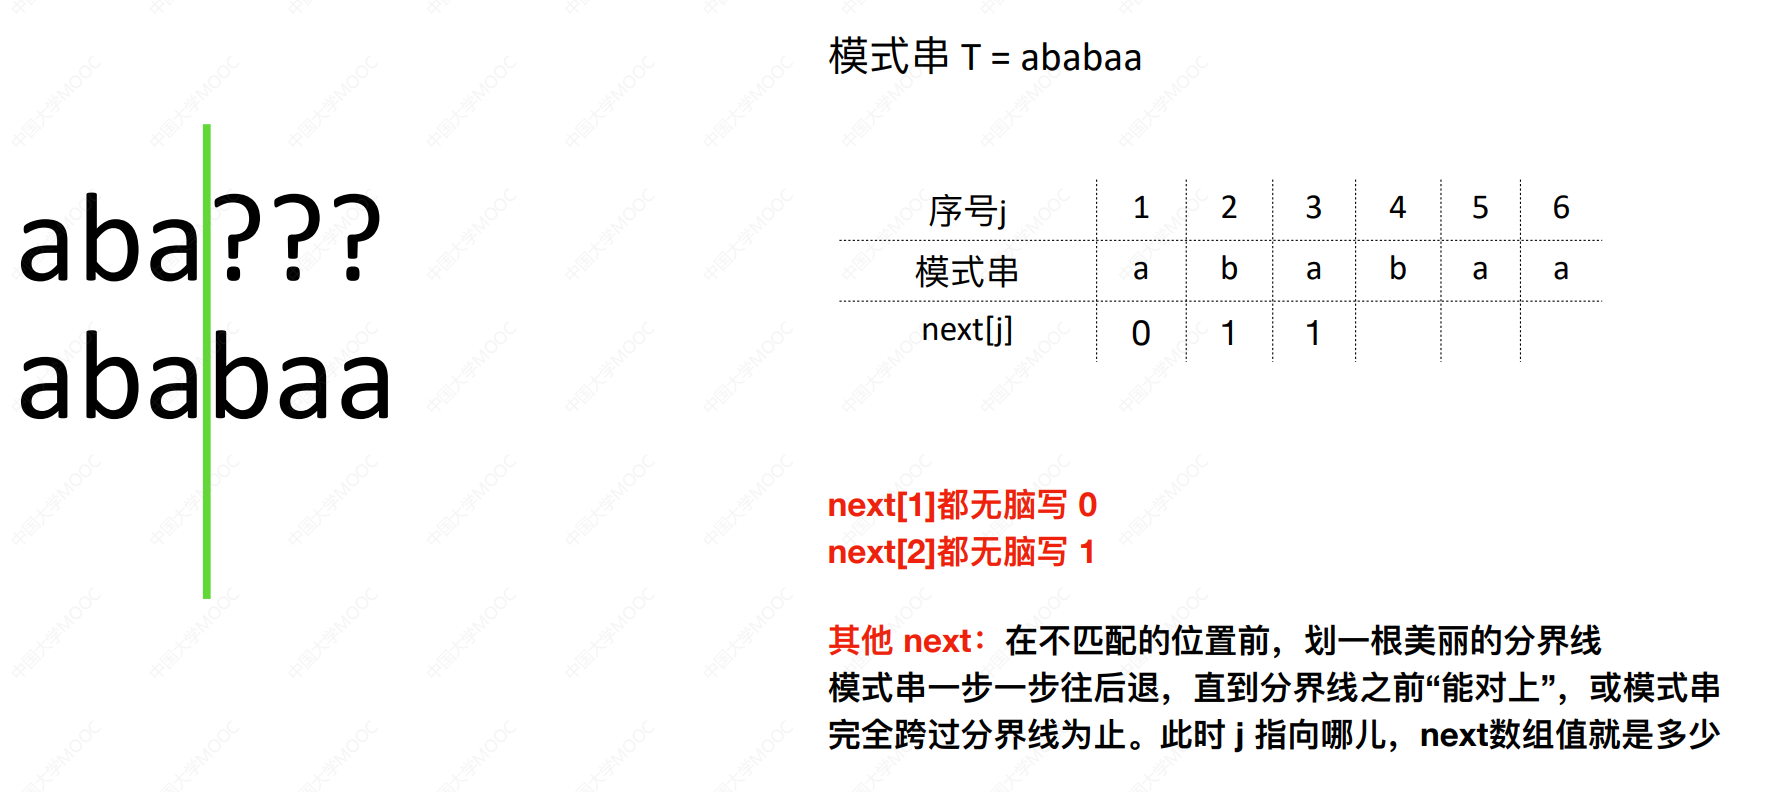 模式串 T = ababaa
aba???
ababaa
序号j 1 2 3 4 5 6
模式串 a b a b a a
next[j] 0 1 1
next[1]都无脑写 0
next[2]都无脑写 1
其他 next：在不匹配的位置前，划一根美丽的分界线
模式串一步一步往后退，直到分界线之前“能对上”，或模式串
完全跨过分界线为止。此时 j 指向哪儿，next数组值就是多少
中国大学MOOC